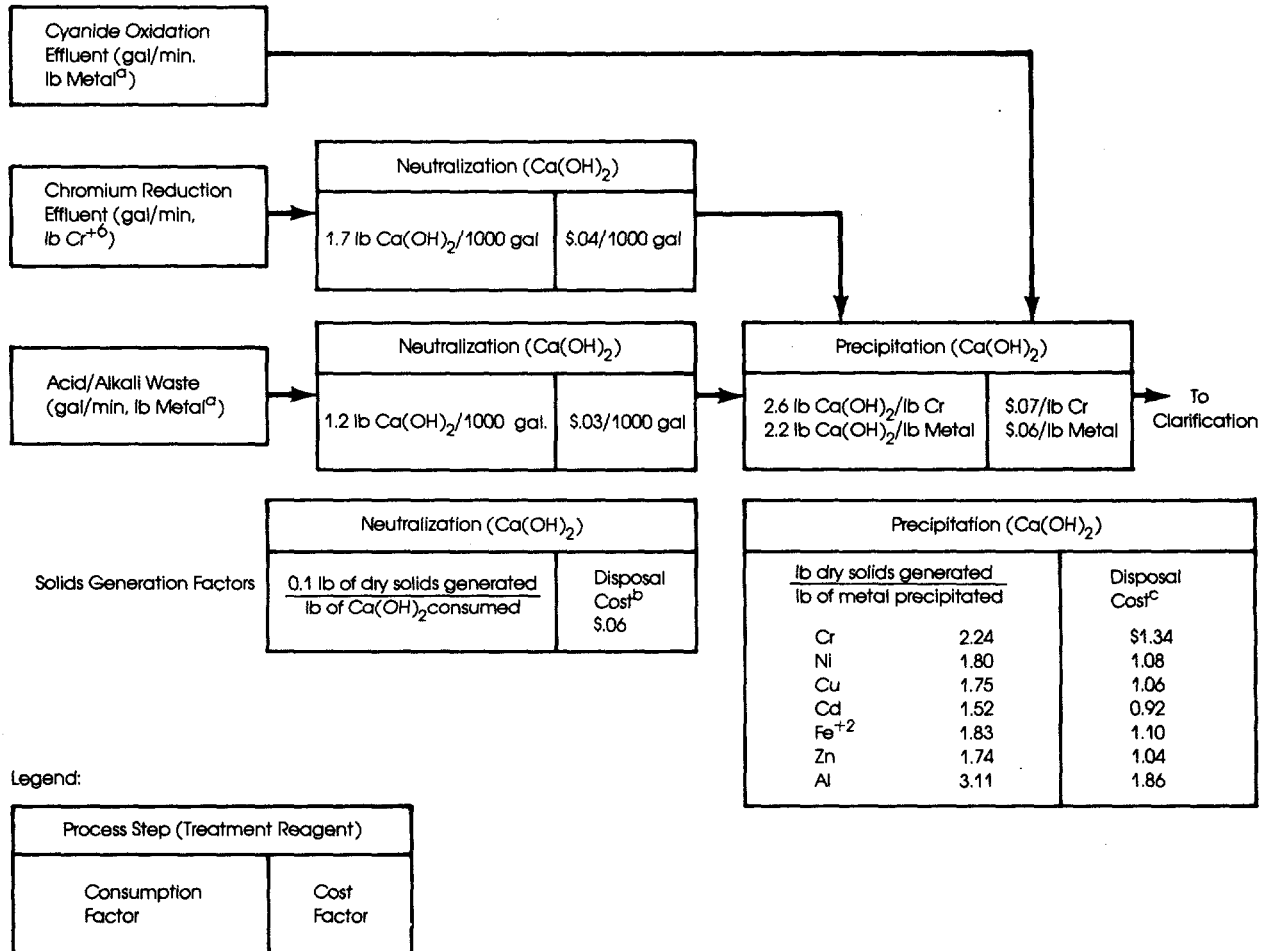 Cyanide Oxidation
Effluent (gal/min.
lb Metalᵃ)
Chromium Reduction
Effluent (gal/min,
lb Cr⁺⁶)
Neutralization (Ca(OH)₂)
1.7 lb Ca(OH)₂/1000 gal
$.04/1000 gal
Acid/Alkali Waste
(gal/min, lb Metalᵃ)
Neutralization (Ca(OH)₂)
1.2 lb Ca(OH)₂/1000 gal.
$.03/1000 gal
Precipitation (Ca(OH)₂)
2.6 lb Ca(OH)₂/lb Cr
$.07/lb Cr
2.2 lb Ca(OH)₂/lb Metal
$.06/lb Metal
To
Clarification
Solids Generation Factors
Neutralization (Ca(OH)₂)
0.1 lb of dry solids generated
lb of Ca(OH)₂consumed
Disposal
Costᵇ
$.06
Precipitation (Ca(OH)₂)
lb dry solids generated
lb of metal precipitated
Disposal
Costᶜ
Cr 2.24 $1.34
Ni 1.80 1.08
Cu 1.75 1.06
Cd 1.52 0.92
Fe⁺² 1.83 1.10
Zn 1.74 1.04
Al 3.11 1.86
Legend:
Process Step (Treatment Reagent)
Consumption
Factor
Cost
Factor